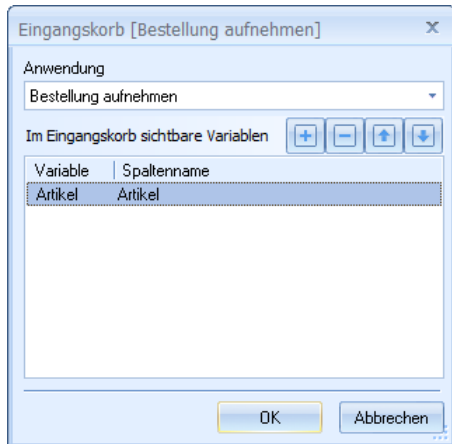 Eingangskorb [Bestellung aufnehmen]
Anwendung
Bestellung aufnehmen
Im Eingangskorb sichtbare Variablen
Variable Spaltenname
Artikel Artikel
OK Abbrechen